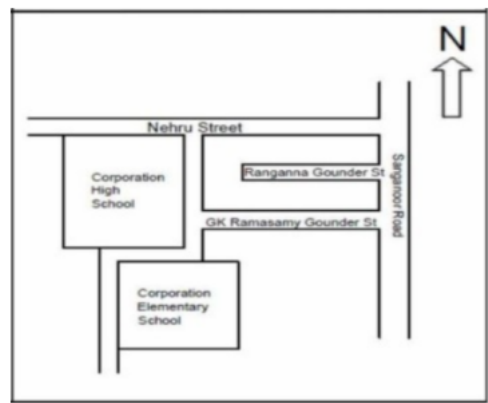 N
Nehru Street
Corporation
High
School
Ranganna Gounder St
Sanganoor Road
GK Ramasamy Gounder St
Corporation
Elementary
School